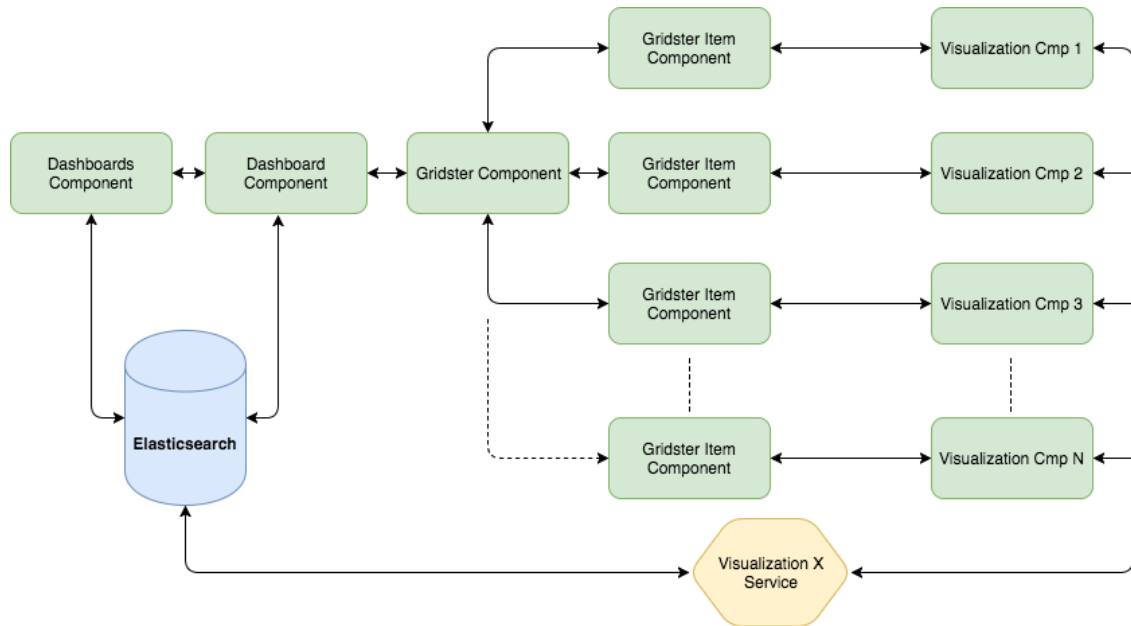 Gridster Item
Component
Visualization Cmp 1
Dashboards
Component
Dashboard
Component
Gridster Component
Gridster Item
Component
Visualization Cmp 2
Gridster Item
Component
Visualization Cmp 3
Elasticsearch
Gridster Item
Component
Visualization Cmp N
Visualization X
Service